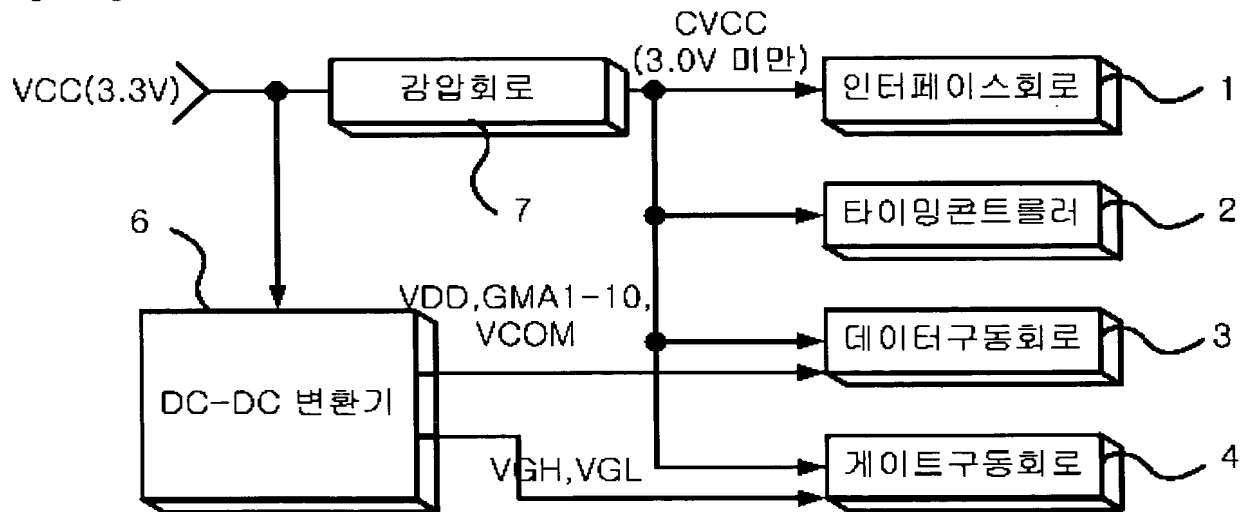 CVCC
(3.0V 미만)
VCC(3.3V)
강압회로
인터페이스회로
1
7
타이밍콘트롤러
2
6
VDD,GMA1-10,
VCOM
데이터구동회로
3
DC-DC 변환기
VGH,VGL
게이트구동회로
4